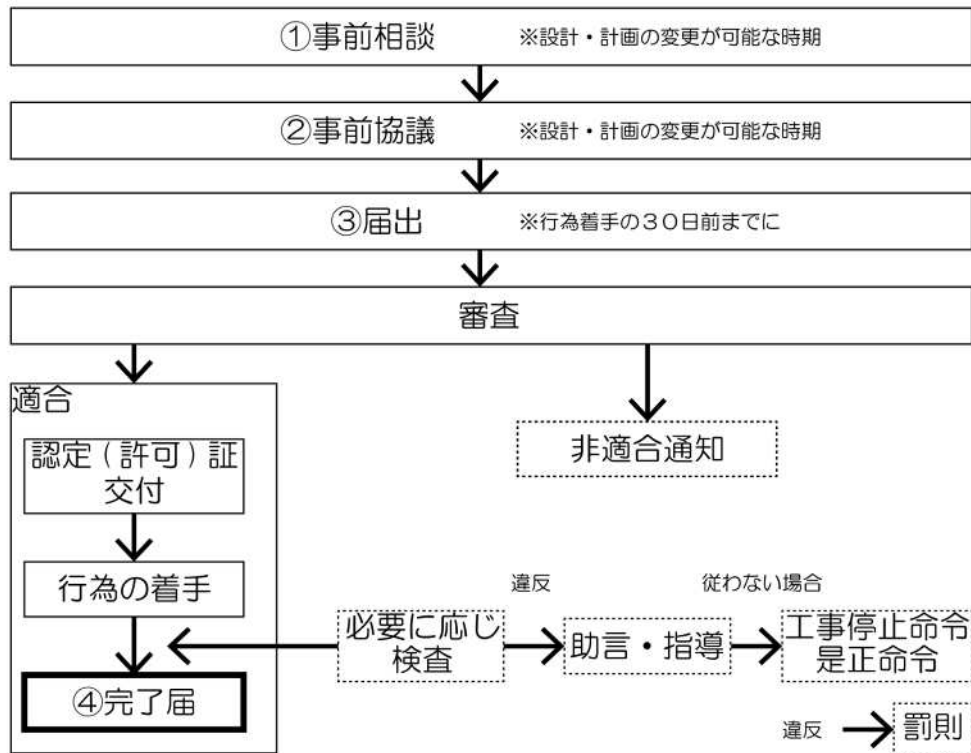 ①事前相談 ※設計・計画の変更が可能な時期
②事前協議 ※設計・計画の変更が可能な時期
③届出 ※行為着手の30日前までに
審査
適合
認定(許可)証
交付
非適合通知
行為の着手
違反
従わない場合
必要に応じ
検査
助言・指導
工事停止命令
是正命令
④完了届
違反
罰則